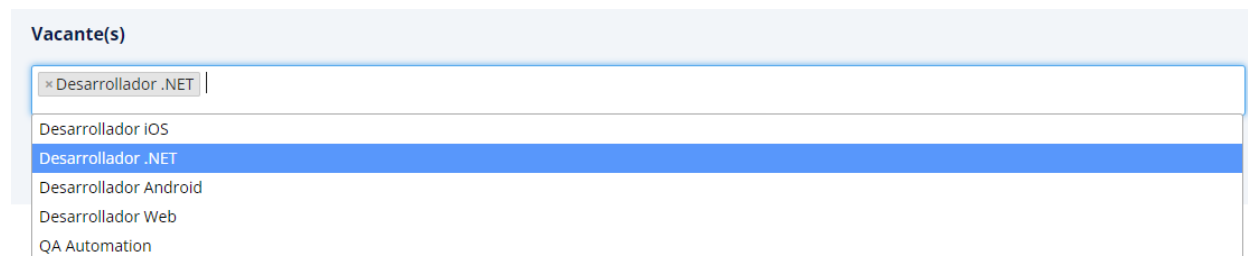 Vacante(s)
× Desarrollador .NET
Desarrollador iOS
Desarrollador .NET
Desarrollador Android
Desarrollador Web
QA Automation